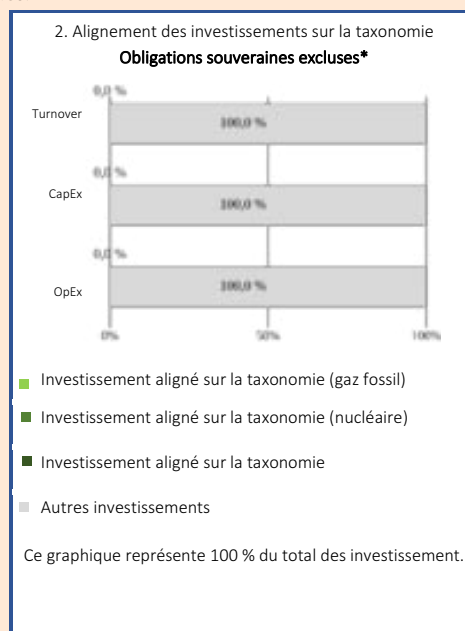 2. Alignement des investissements sur la taxonomie
Obligations souveraines excluses*
0,0 %
Turnover
100,0 %
0,0 %
CapEx
100,0 %
0,0 %
OpEx
100,0 %
0% 50% 100%
Investissement aligné sur la taxonomie (gaz fossil)
Investissement aligné sur la taxonomie (nucléaire)
Investissement aligné sur la taxonomie
Autres investissements
Ce graphique représente 100 % du total des investissement.